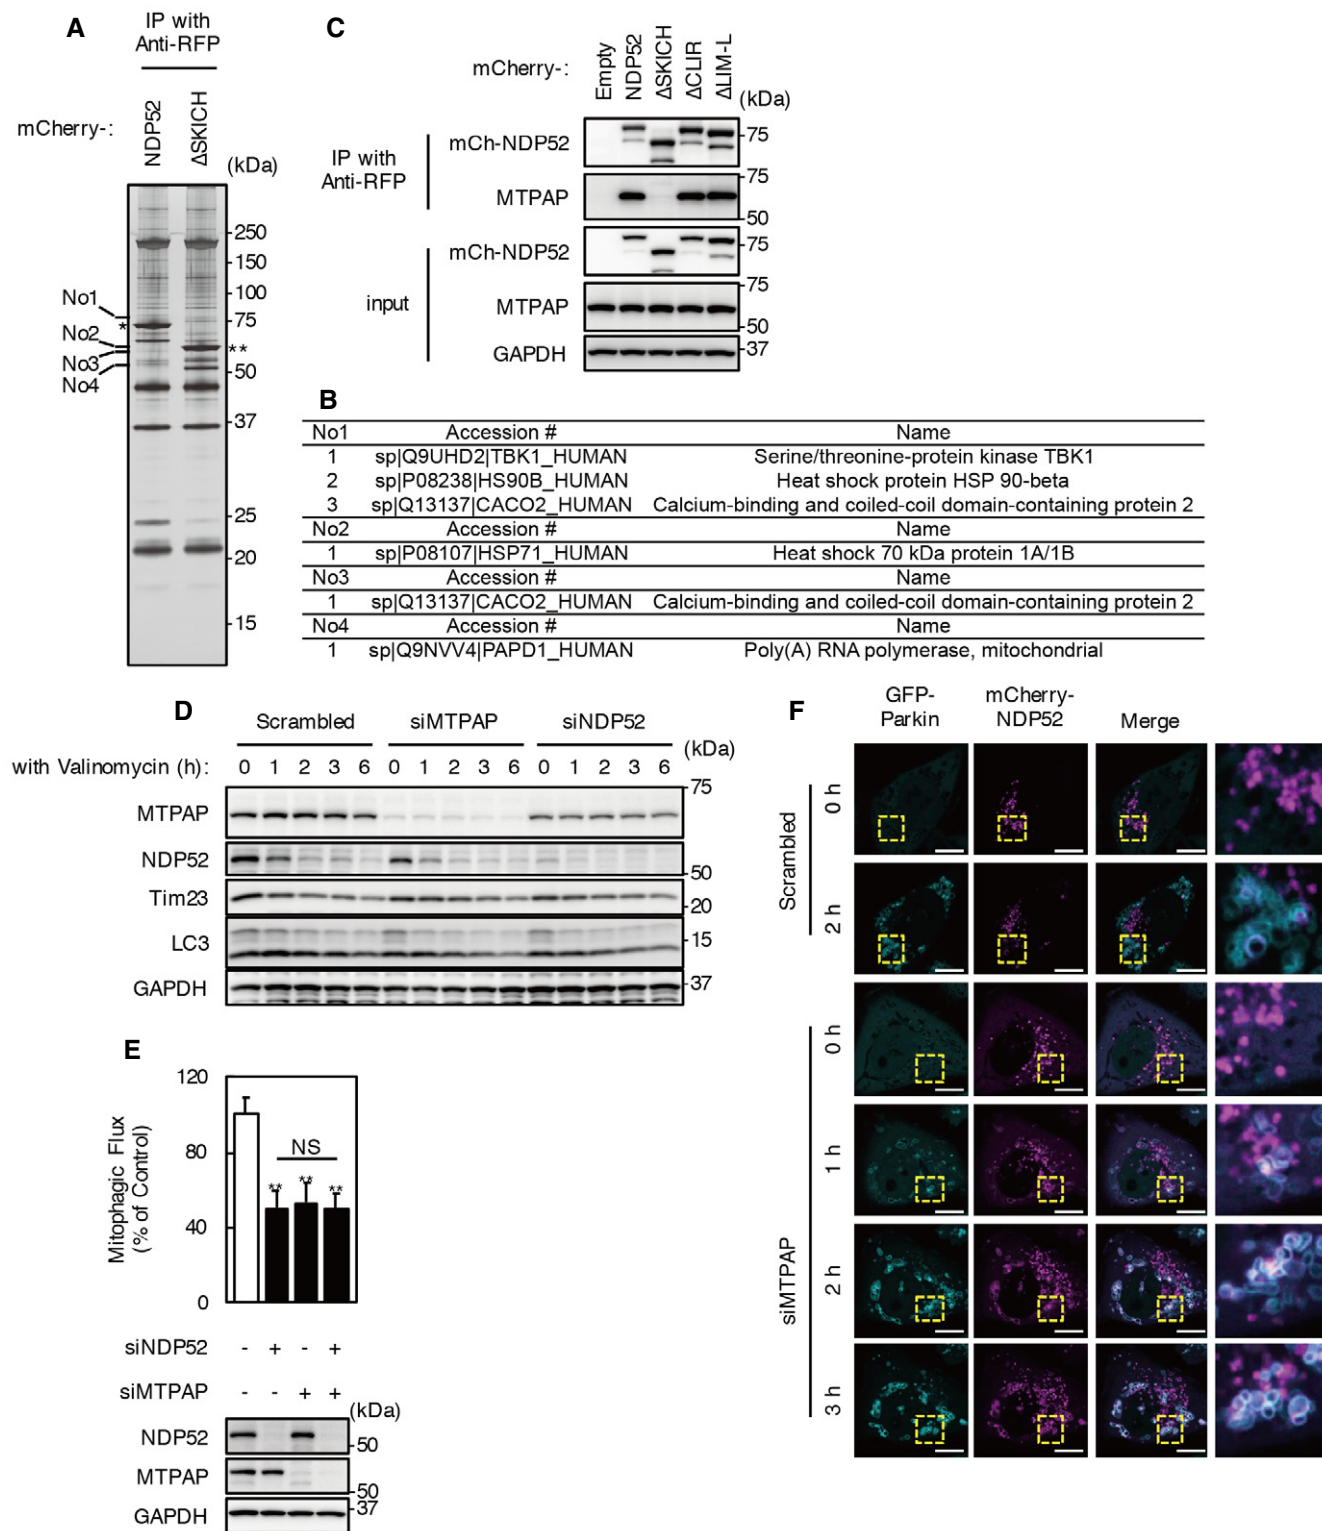 A
IP with
Anti-RFP
mCherry-:
NDP52
ΔSKICH
(kDa)
250
150
100
75
50
37
25
20
15
No1
*
No2
**
No3
No4
C
mCherry-:
Empty
NDP52
ΔSKICH
ΔCLIR
ΔLIM-L
(kDa)
IP with
Anti-RFP
mCh-NDP52
75
MTPAP
75
50
input
mCh-NDP52
75
MTPAP
75
50
GAPDH
37
B
No1 Accession # Name
1 sp|Q9UHD2|TBK1_HUMAN Serine/threonine-protein kinase TBK1
2 sp|P08238|HS90B_HUMAN Heat shock protein HSP 90-beta
3 sp|Q13137|CACO2_HUMAN Calcium-binding and coiled-coil domain-containing protein 2
No2 Accession # Name
1 sp|P08107|HSP71_HUMAN Heat shock 70 kDa protein 1A/1B
No3 Accession # Name
1 sp|Q13137|CACO2_HUMAN Calcium-binding and coiled-coil domain-containing protein 2
No4 Accession # Name
1 sp|Q9NVV4|PAPD1_HUMAN Poly(A) RNA polymerase, mitochondrial
D
Scrambled siMTPAP siNDP52
(kDa)
with Valinomycin (h): 0 1 2 3 6 0 1 2 3 6 0 1 2 3 6
MTPAP
75
NDP52
50
Tim23
20
LC3
15
GAPDH
37
E
Mitophagic Flux
(% of Control)
120
80
40
0
NS
** ** **
siNDP52 - + - +
siMTPAP - - + +
(kDa)
NDP52
50
MTPAP
50
GAPDH
37
F
GFP-
Parkin
mCherry-
NDP52
Merge
Scrambled
0 h
2 h
siMTPAP
0 h
1 h
2 h
3 h